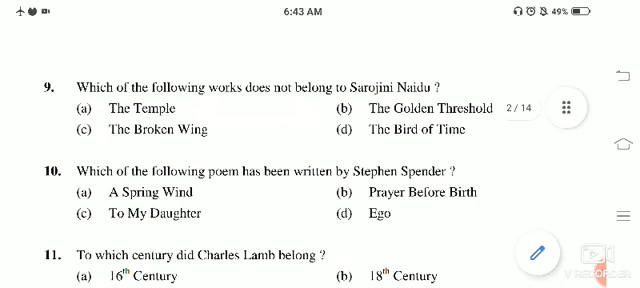 6:43 AM 49%
9. Which of the following works does not belong to Sarojini Naidu ?
(a) The Temple (b) The Golden Threshold 2 / 14
(c) The Broken Wing (d) The Bird of Time
10. Which of the following poem has been written by Stephen Spender ?
(a) A Spring Wind (b) Prayer Before Birth
(c) To My Daughter (d) Ego
11. To which century did Charles Lamb belong ?
(a) 16th Century (b) 18th Century
V RECORDER